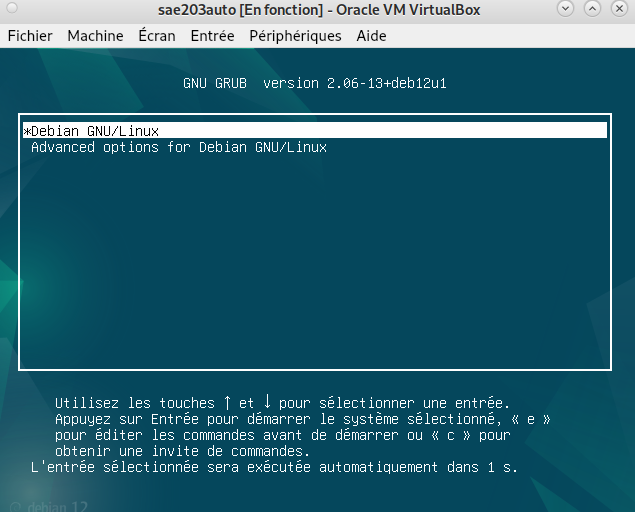 sae203auto [En fonction] - Oracle VM VirtualBox
Fichier Machine Écran Entrée Périphériques Aide
GNU GRUB version 2.06-13+deb12u1
*Debian GNU/Linux
Advanced options for Debian GNU/Linux
Utilisez les touches ↑ et ↓ pour sélectionner une entrée.
Appuyez sur Entrée pour démarrer le système sélectionné, « e »
pour éditer les commandes avant de démarrer ou « c » pour
obtenir une invite de commandes.
L'entrée sélectionnée sera exécutée automatiquement dans 1 s.
debian 12